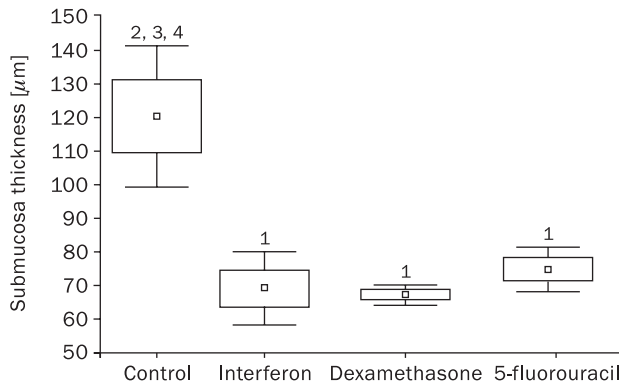 Submucosa thickness [µm]
150
140
130
120
110
100
90
80
70
60
50
2, 3, 4
1
1
1
Control
Interferon
Dexamethasone
5-fluorouracil